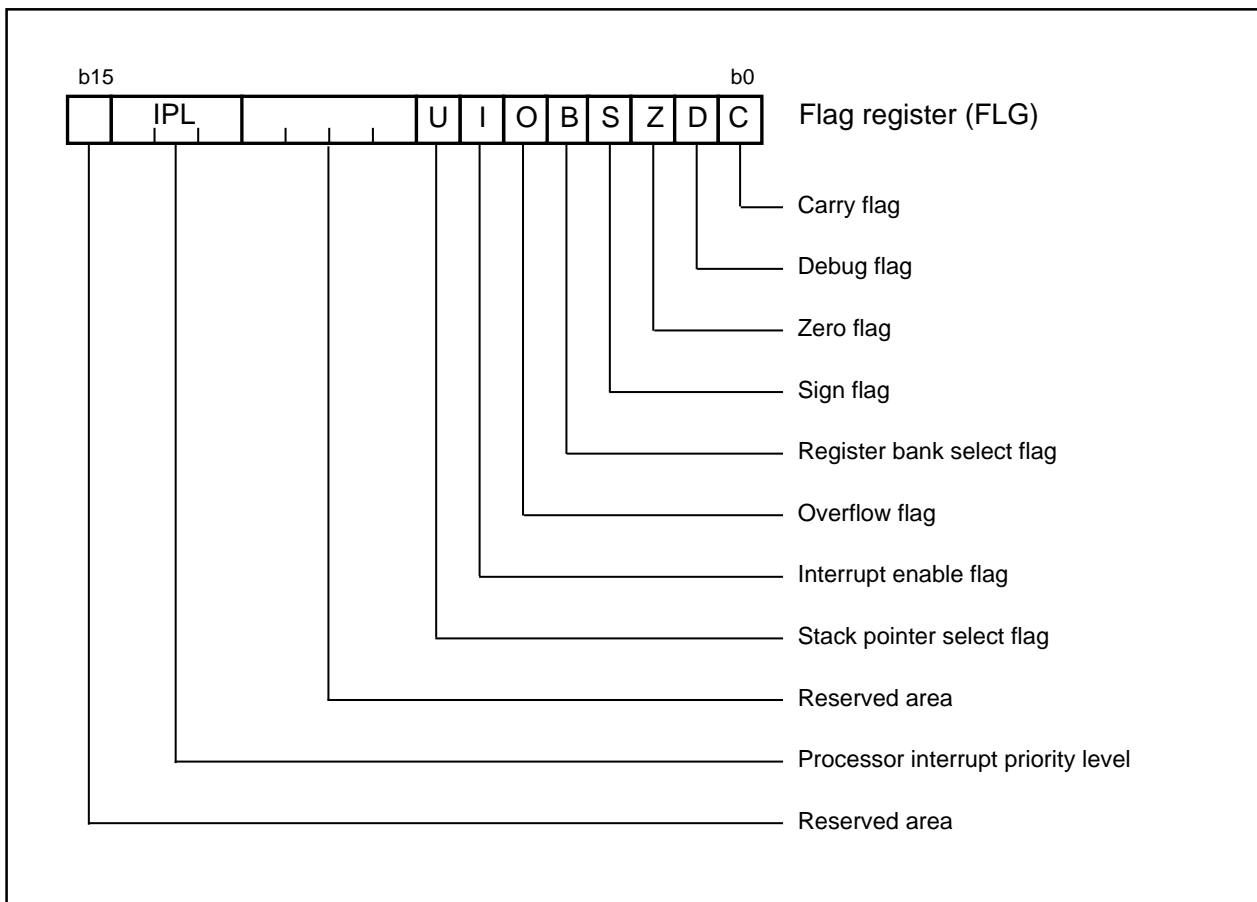 b15 b0
IPL U I O B S Z D C Flag register (FLG)
Carry flag
Debug flag
Zero flag
Sign flag
Register bank select flag
Overflow flag
Interrupt enable flag
Stack pointer select flag
Reserved area
Processor interrupt priority level
Reserved area